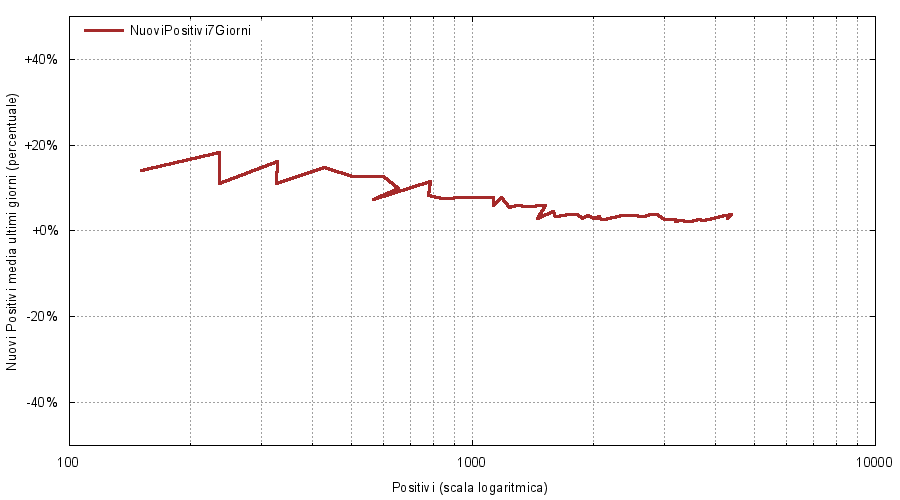 NuoviPositivi7Giorni
+40%
+20%
+0%
-20%
-40%
Nuovi Positivi media ultimi giorni (percentuale)
100
1000
10000
Positivi (scala logaritmica)